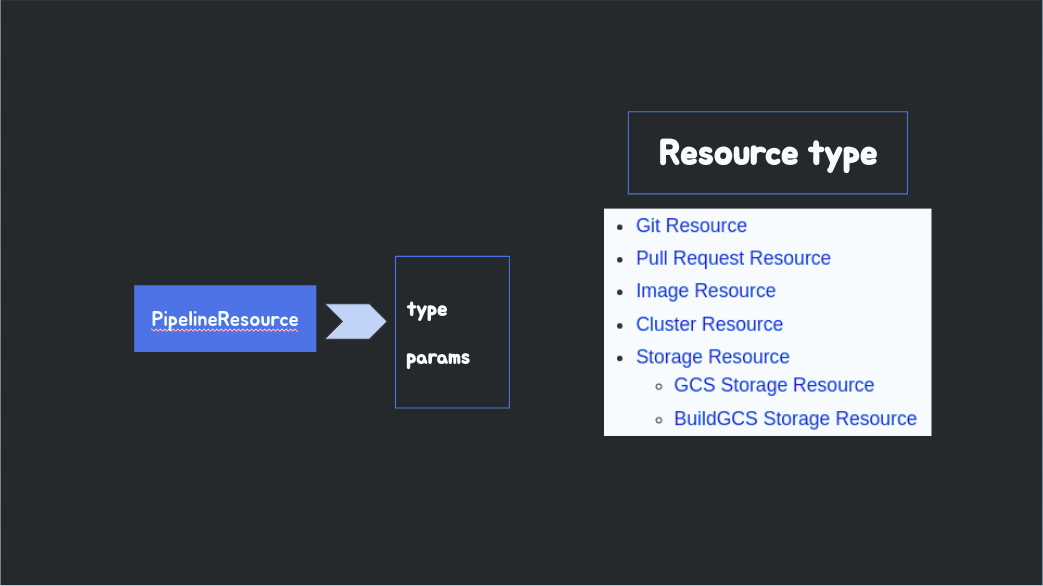 PipelineResource
type
params
Resource type
Git Resource
Pull Request Resource
Image Resource
Cluster Resource
Storage Resource
GCS Storage Resource
BuildGCS Storage Resource